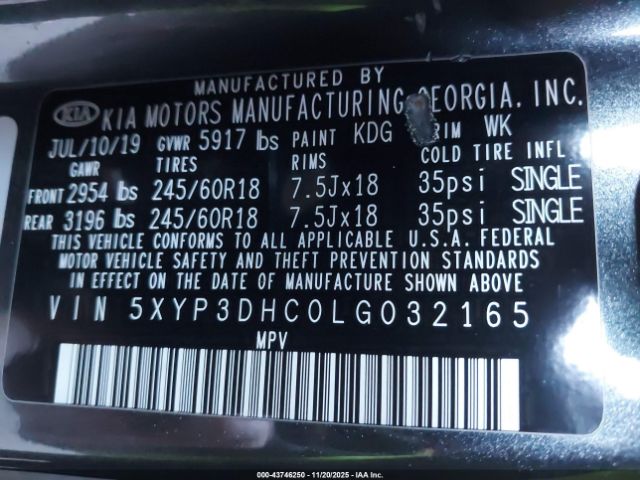 MANUFACTURED BY
KIA KIA MOTORS MANUFACTURING GEORGIA, INC.
JUL/10/19 GVWR 5917 lbs PAINT KDG TRIM WK
GAWR TIRES RIMS COLD TIRE INFL
FRONT 2954 lbs 245/60R18 7.5Jx18 35psi SINGLE
REAR 3196 lbs 245/60R18 7.5Jx18 35psi SINGLE
THIS VEHICLE CONFORMS TO ALL APPLICABLE U.S.A. FEDERAL
MOTOR VEHICLE SAFETY AND THEFT PREVENTION STANDARDS
IN EFFECT ON THE DATE OF MANUFACTURE SHOWN ABOVE
VIN 5XYP3DHC0LG032165
MPV
000-43746250 - 11/20/2025 - IAA Inc.